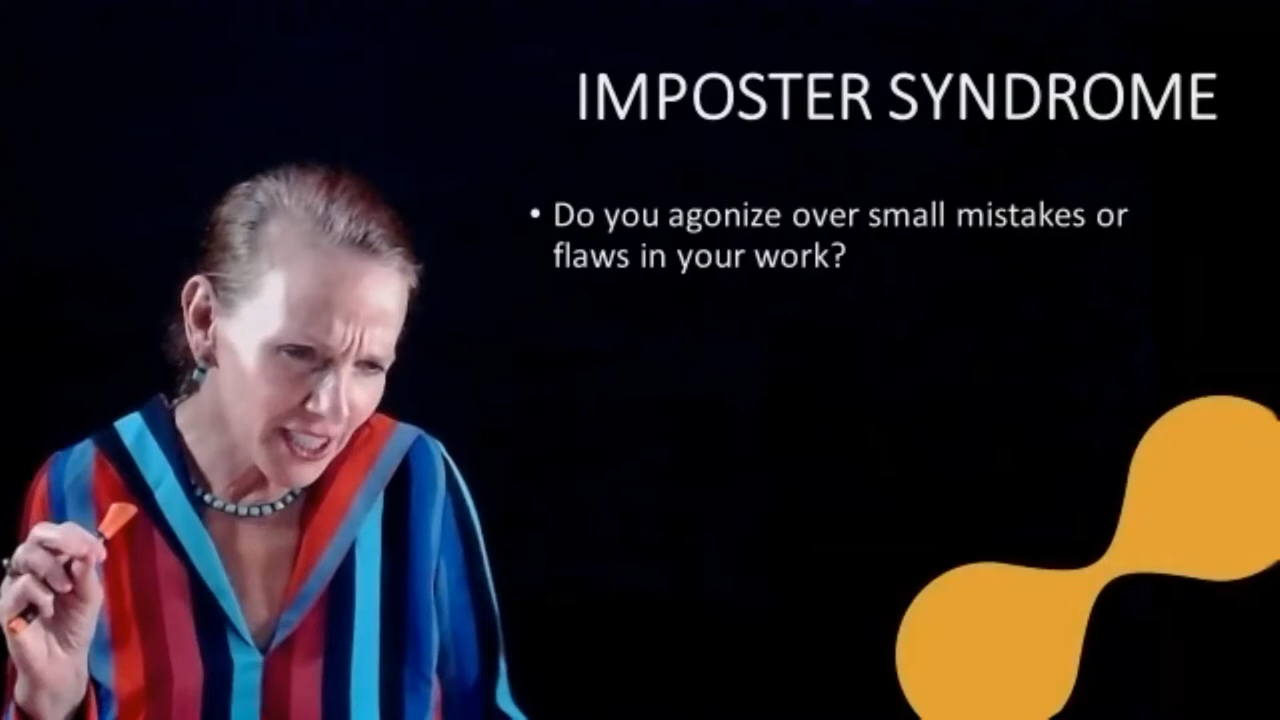 IMPOSTER SYNDROME
• Do you agonize over small mistakes or
flaws in your work?